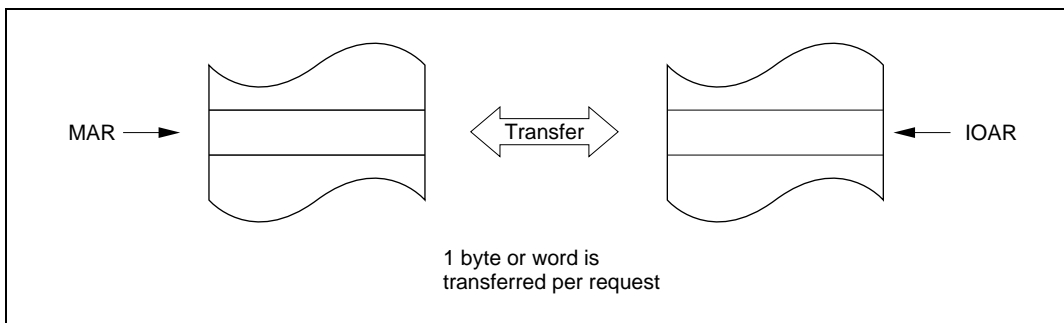 MAR
Transfer
IOAR
1 byte or word is
transferred per request